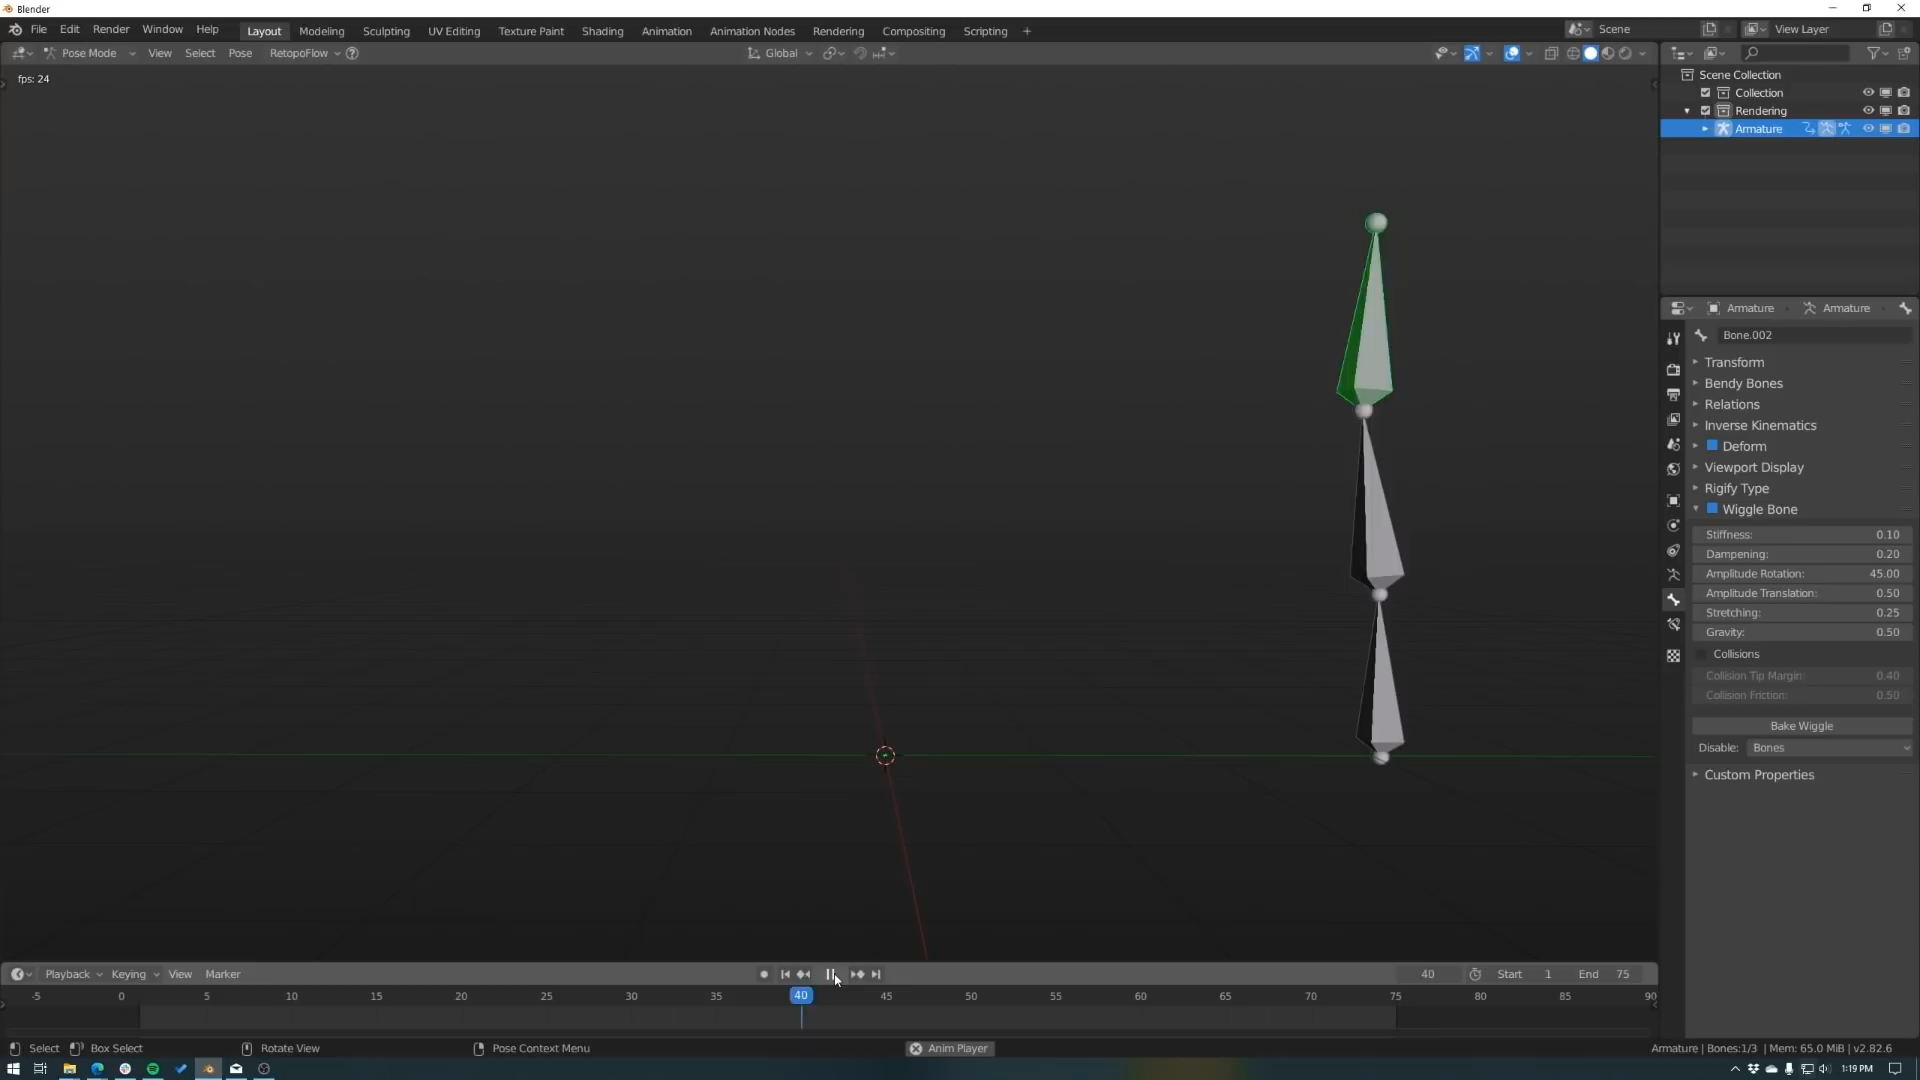 Blender
File Edit Render Window Help Layout Modeling Sculpting UV Editing Texture Paint Shading Animation Animation Nodes Rendering Compositing Scripting + Scene View Layer
Pose Mode View Select Pose RetopoFlow Global
fps: 24
Scene Collection
Collection
Rendering
Armature
Armature Armature
Bone.002
Transform
Bendy Bones
Relations
Inverse Kinematics
Deform
Viewport Display
Rigify Type
Wiggle Bone
Stiffness: 0.10
Dampening: 0.20
Amplitude Rotation: 45.00
Amplitude Translation: 0.50
Stretching: 0.25
Gravity: 0.50
Collisions
Collision Tip Margin: 0.40
Collision Friction: 0.50
Bake Wiggle
Disable: Bones
Custom Properties
Playback Keying View Marker 40 Start 1 End 75
-5 0 5 10 15 20 25 30 35 40 45 50 55 60 65 70 75 80 85 90
Select Box Select Rotate View Pose Context Menu Anim Player Armature | Bones:1/3 | Mem: 65.0 MiB | v2.82.6
1:19 PM